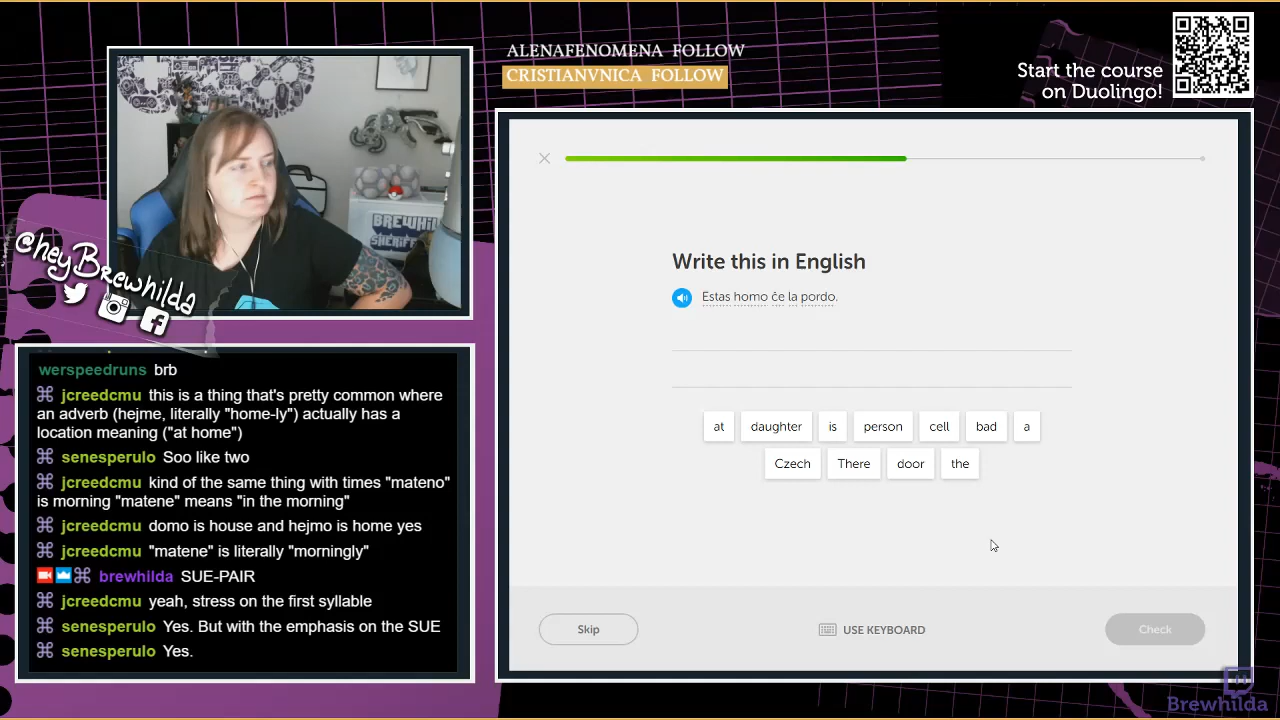 ALENAFENOMENA FOLLOW
CRISTIANVNICA FOLLOW
Start the course
on Duolingo!
BREWHIL
SHERIFF
@heyBrewhilda
Write this in English
Estas homo ĉe la pordo.
at daughter is person cell bad a
Czech There door the
Skip
USE KEYBOARD
Check
werspeedruns brb
jcreedcmu this is a thing that's pretty common where
an adverb (hejme, literally "home-ly") actually has a
location meaning ("at home")
senesperulo Soo like two
jcreedcmu kind of the same thing with times "mateno"
is morning "matene" means "in the morning"
jcreedcmu domo is house and hejmo is home yes
jcreedcmu "matene" is literally "morningly"
brewhilda SUE-PAIR
jcreedcmu yeah, stress on the first syllable
senesperulo Yes. But with the emphasis on the SUE
senesperulo Yes.
Brewhilda